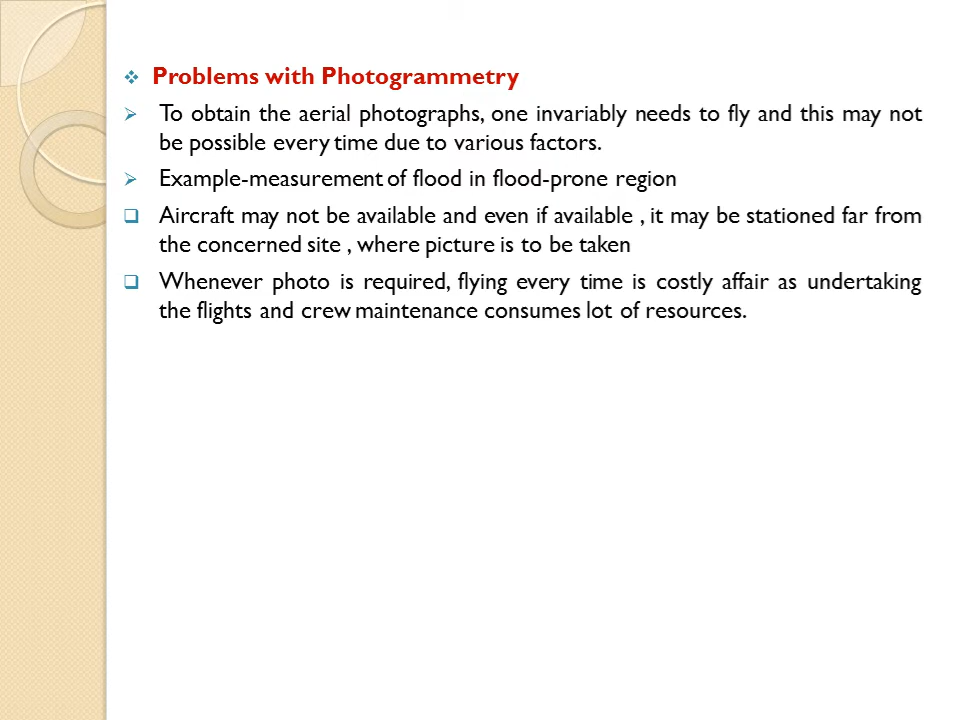 Problems with Photogrammetry
To obtain the aerial photographs, one invariably needs to fly and this may not
be possible every time due to various factors.
Example-measurement of flood in flood-prone region
Aircraft may not be available and even if available , it may be stationed far from
the concerned site , where picture is to be taken
Whenever photo is required, flying every time is costly affair as undertaking
the flights and crew maintenance consumes lot of resources.